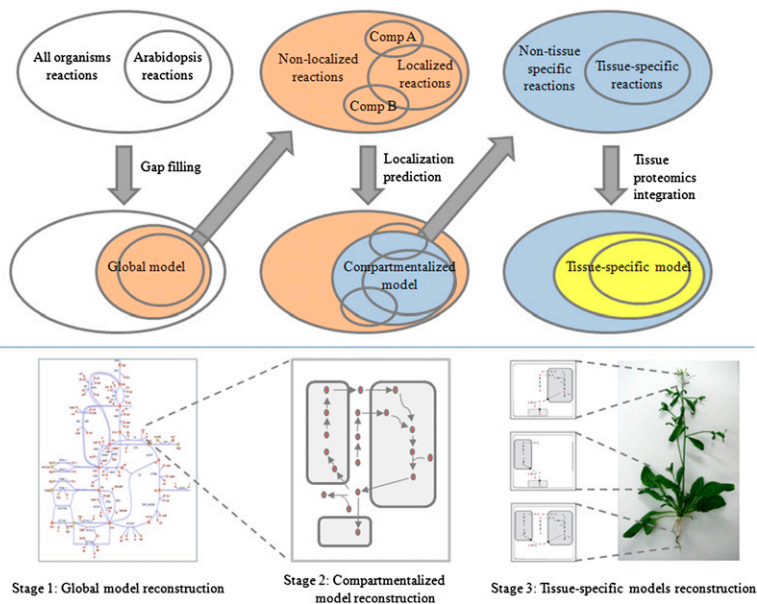 All organisms
reactions
Arabidopsis
reactions
Gap filling
Global model
Non-localized
reactions
Comp A
Localized
reactions
Comp B
Localization
prediction
Compartmentalized
model
Non-tissue
specific
reactions
Tissue-specific
reactions
Tissue
proteomics
integration
Tissue-specific model
Stage 1: Global model reconstruction
Stage 2: Compartmentalized
model reconstruction
Stage 3: Tissue-specific models reconstruction